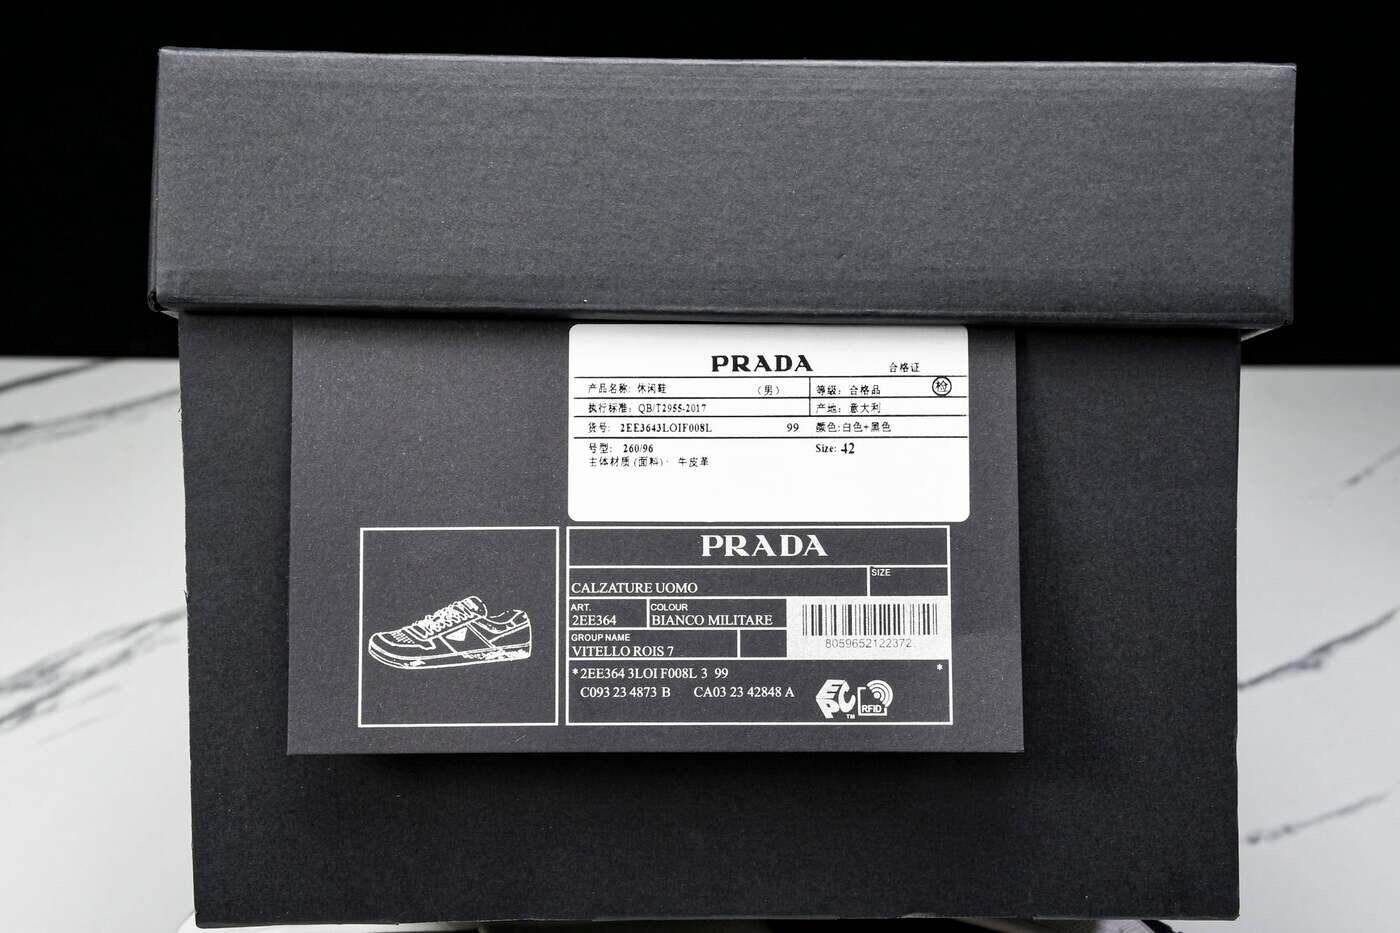 PRADA 合格证
产品名称: 休闲鞋 (男) 等级: 合格品 检
执行标准: QB/T2955-2017 产地: 意大利
货号: 2EE3643LOIF008L 99 颜色:白色+黑色
号型: 260/96 Size: 42
主体材质(面料): 牛皮革
PRADA
CALZATURE UOMO SIZE
ART. COLOUR
2EE364 BIANCO MILITARE
GROUP NAME
VITELLO ROIS 7
8059652122372
*2EE364 3LOI F008L 3 99 *
C093 23 4873 B CA03 23 42848 A
EPC TM RFID